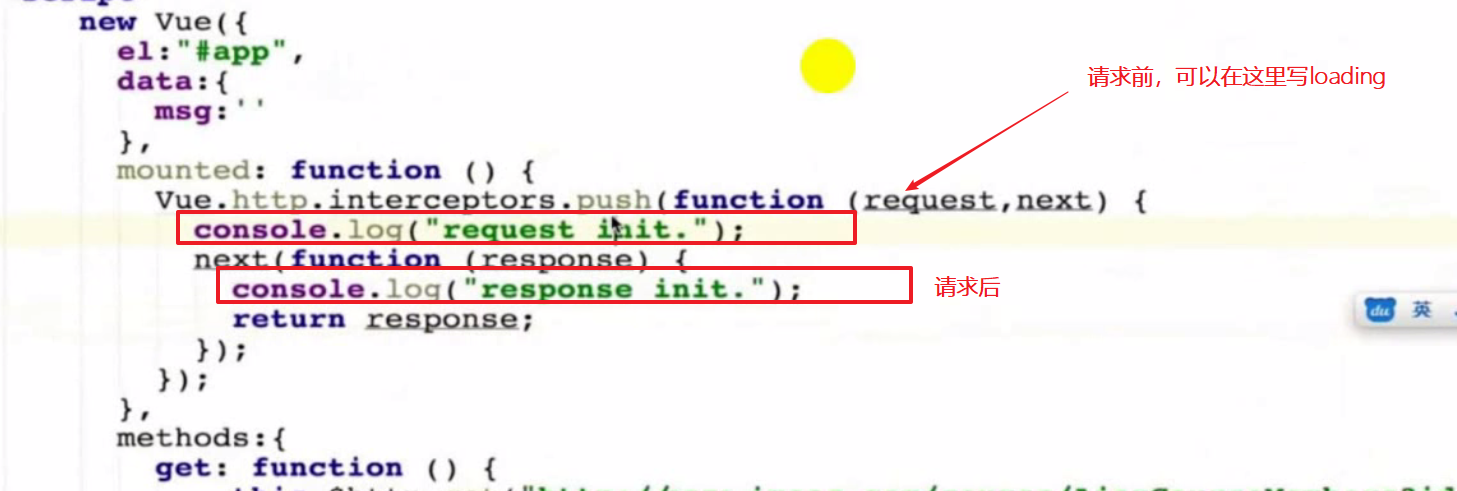 new Vue({
el:"#app",
data:{
msg:''
},
请求前，可以在这里写loading
mounted: function () {
Vue.http.interceptors.push(function (request,next) {
console.log("request init.");
next(function (response) {
console.log("response init.");
请求后
return response;
});
});
},
methods:{
get: function () {
du 英